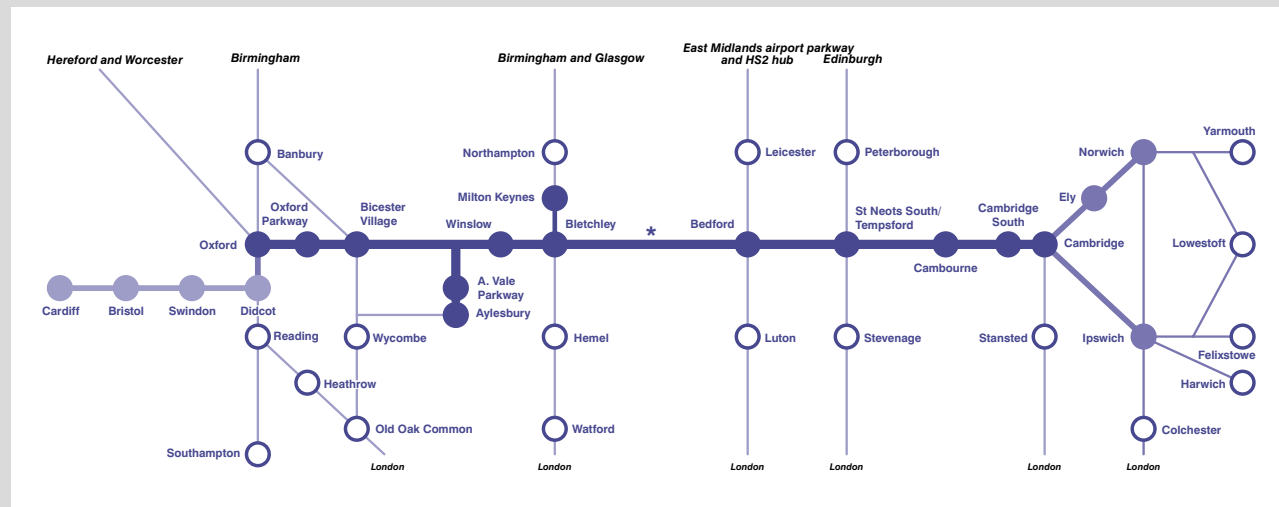 East Midlands airport parkway
and HS2 hub
Hereford and Worcester
Birmingham
Birmingham and Glasgow
Edinburgh
Yarmouth
Banbury
Northampton
Leicester
Peterborough
Norwich
Milton Keynes
Ely
Oxford
Parkway
Bicester
Village
Winslow
Bletchley
*
Bedford
St Neots South/
Tempsford
Cambridge
South
Oxford
Cambridge
Lowestoft
Cambourne
A. Vale
Parkway
Aylesbury
Cardiff
Bristol
Swindon
Didcot
Reading
Wycombe
Hemel
Luton
Stevenage
Stansted
Ipswich
Felixstowe
Heathrow
Harwich
Old Oak Common
Watford
Colchester
Southampton
London
London
London
London
London
London